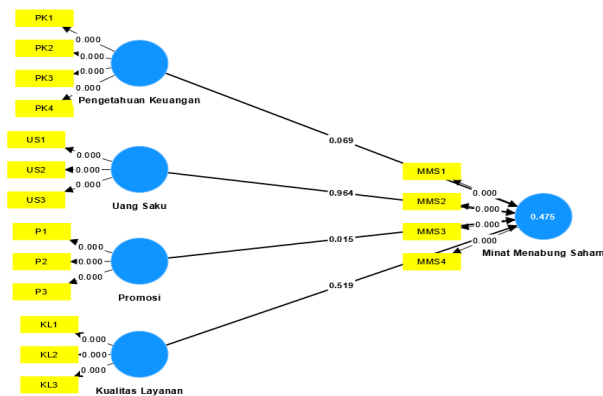 PK1
0.000
PK2
0.000
PK3
0.000
PK4
0.000
Pengetahuan Keuangan
US1
0.000
US2
0.000
US3
0.000
Uang Saku
P1
0.000
P2
0.000
P3
0.000
Promosi
KL1
0.000
KL2
0.000
KL3
0.000
Kualitas Layanan
0.069
0.964
0.015
0.519
MMS1
0.000
MMS2
0.000
MMS3
0.000
MMS4
0.000
0.475
Minat Menabung Saham